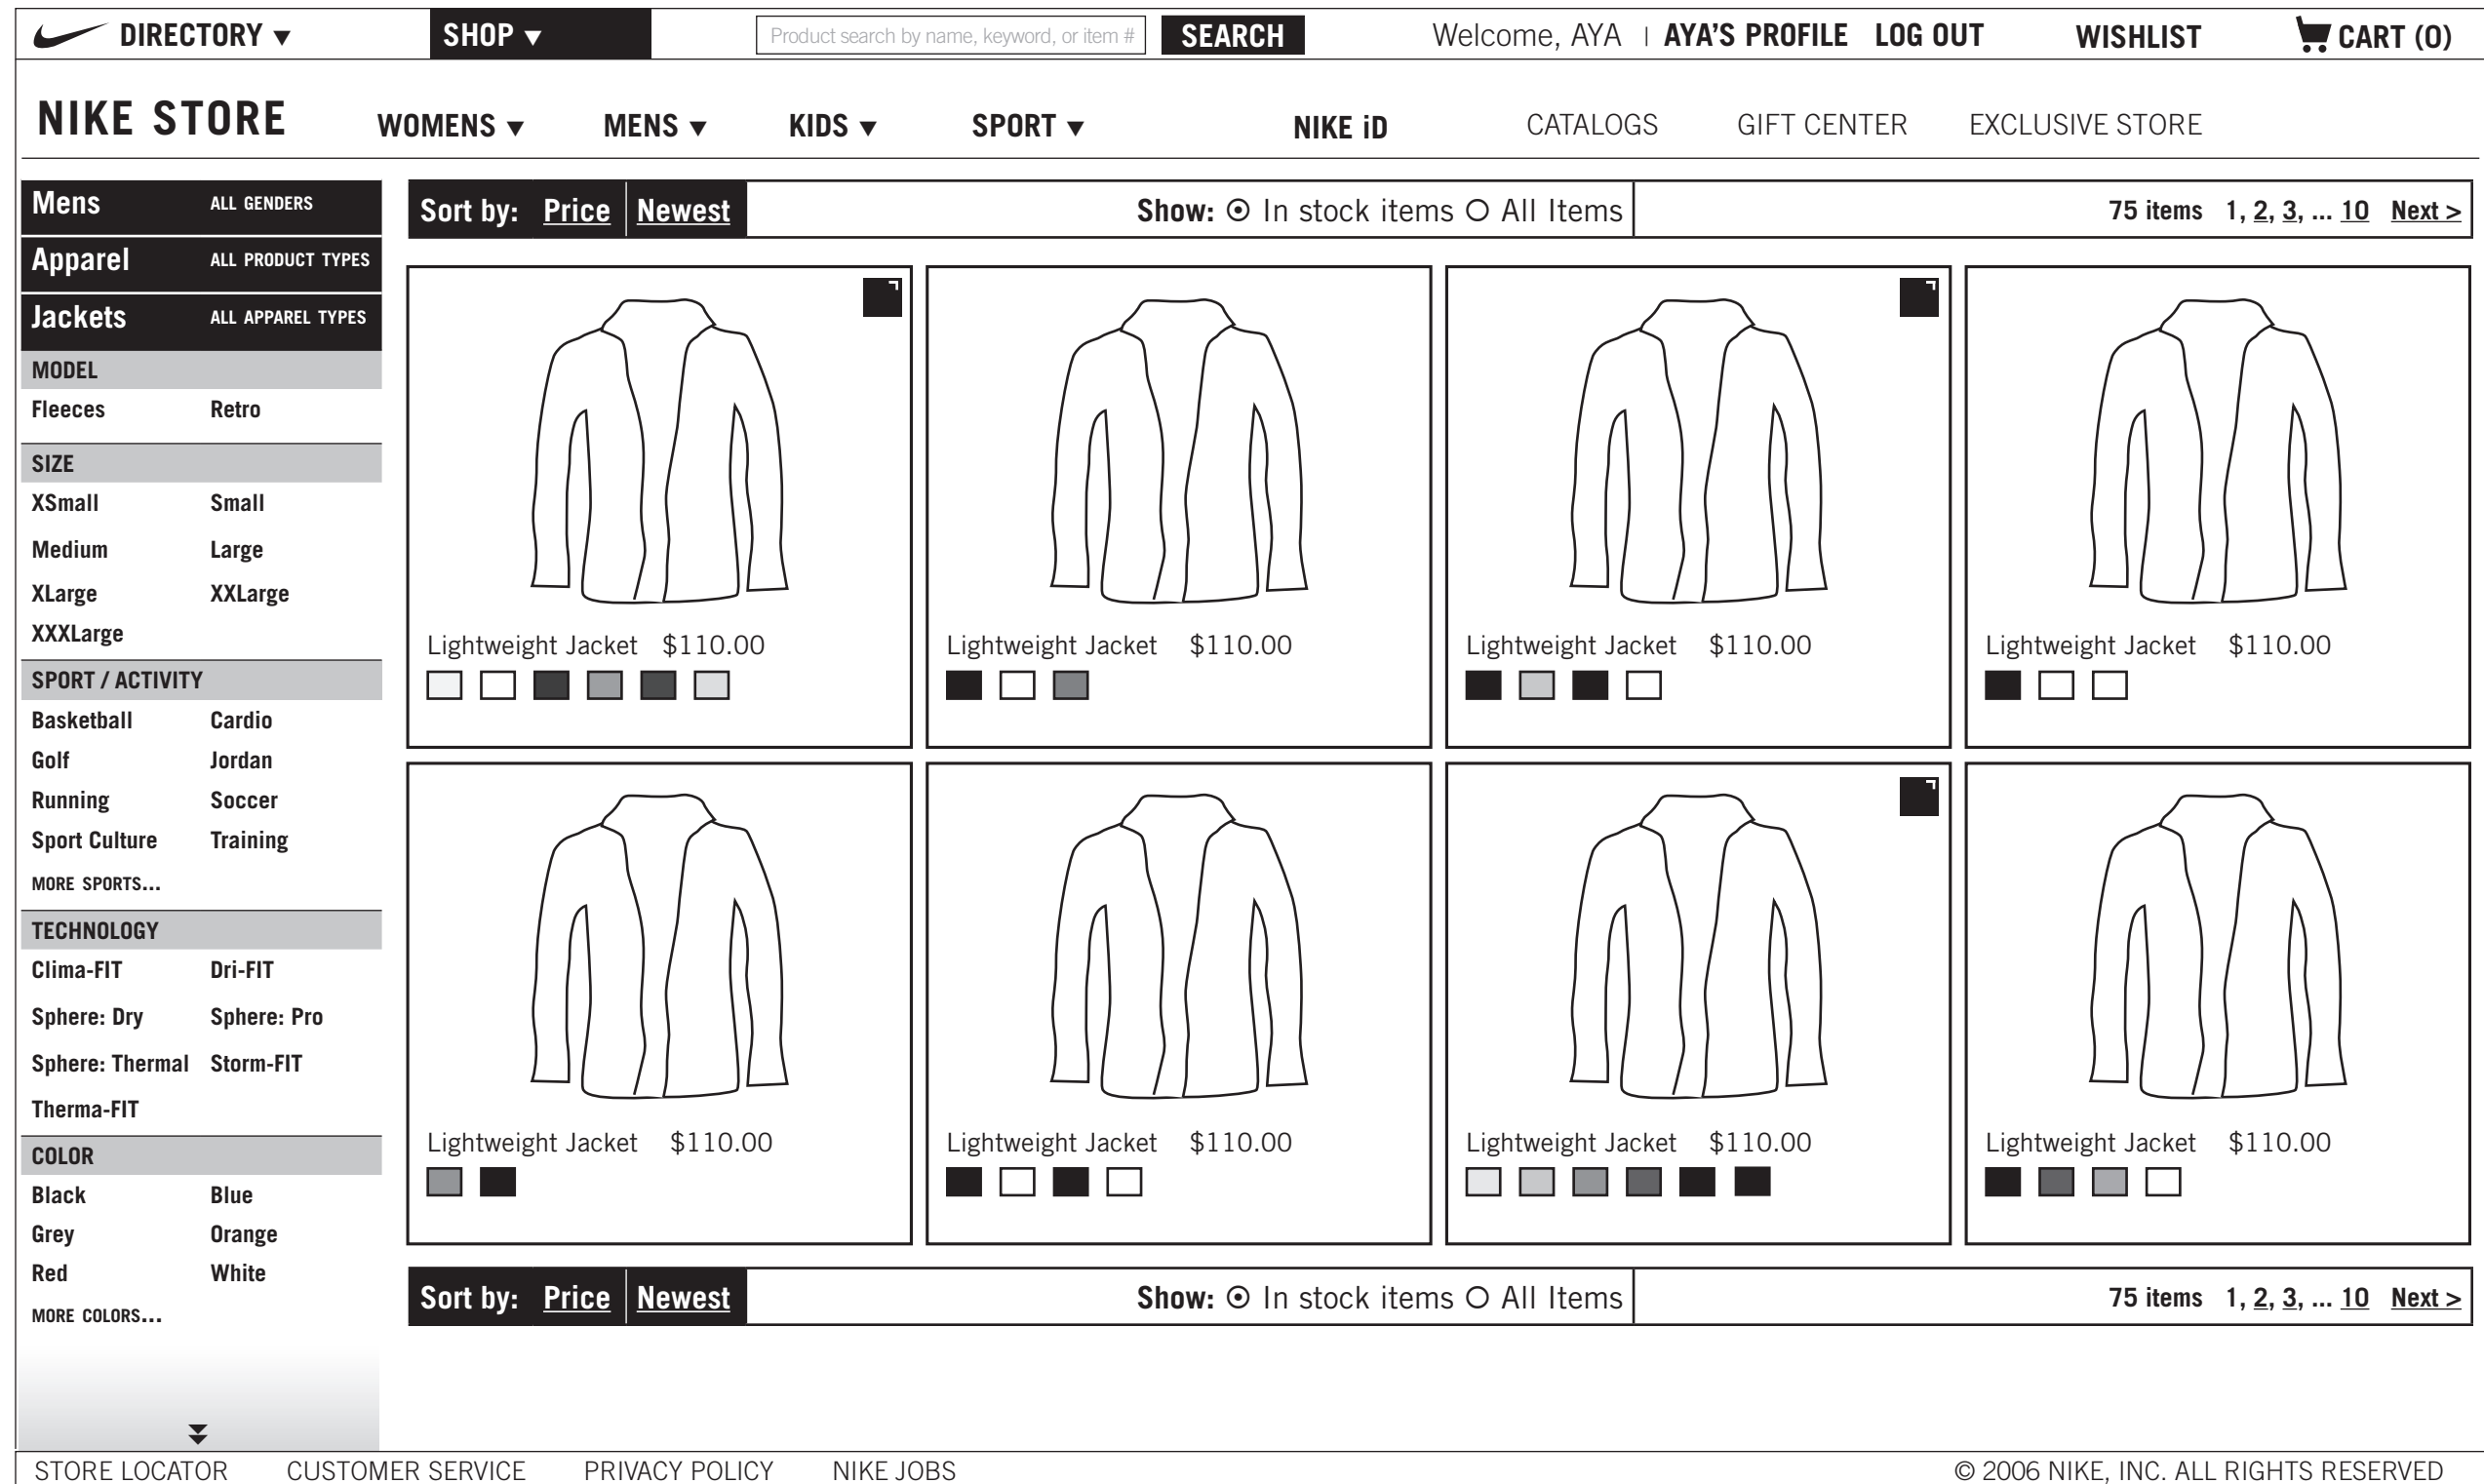 DIRECTORY ▼ SHOP ▼ Product search by name, keyword, or item # SEARCH Welcome, AYA | AYA'S PROFILE LOG OUT WISHLIST CART (0)
NIKE STORE WOMENS ▼ MENS ▼ KIDS ▼ SPORT ▼ NIKE iD CATALOGS GIFT CENTER EXCLUSIVE STORE
Mens ALL GENDERS
Apparel ALL PRODUCT TYPES
Jackets ALL APPAREL TYPES
MODEL
Fleeces Retro
SIZE
XSmall Small
Medium Large
XLarge XXLarge
XXXLarge
SPORT / ACTIVITY
Basketball Cardio
Golf Jordan
Running Soccer
Sport Culture Training
MORE SPORTS...
TECHNOLOGY
Clima-FIT Dri-FIT
Sphere: Dry Sphere: Pro
Sphere: Thermal Storm-FIT
Therma-FIT
COLOR
Black Blue
Grey Orange
Red White
MORE COLORS...
Sort by: Price Newest Show: In stock items All Items 75 items 1, 2, 3, ... 10 Next >
Lightweight Jacket $110.00 Lightweight Jacket $110.00 Lightweight Jacket $110.00 Lightweight Jacket $110.00
Lightweight Jacket $110.00 Lightweight Jacket $110.00 Lightweight Jacket $110.00 Lightweight Jacket $110.00
Sort by: Price Newest Show: In stock items All Items 75 items 1, 2, 3, ... 10 Next >
STORE LOCATOR CUSTOMER SERVICE PRIVACY POLICY NIKE JOBS © 2006 NIKE, INC. ALL RIGHTS RESERVED